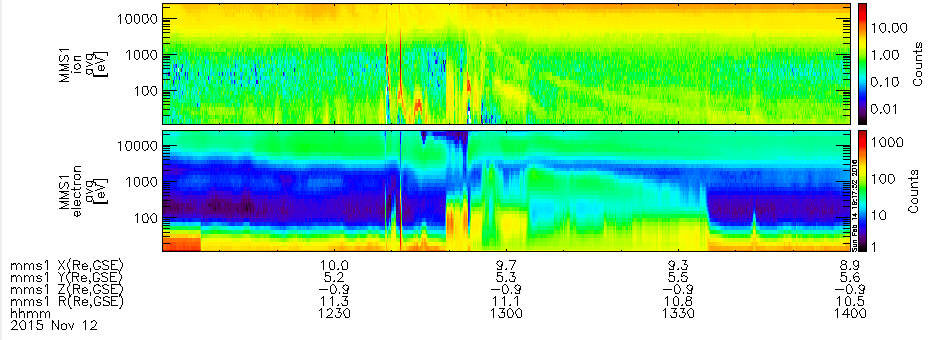 10000
1000
100
MMS1
ion
avg
[eV]
10.00
1.00
0.10
0.01
Counts
10000
1000
100
MMS1
electron
avg
[eV]
1000
100
10
1
Counts
mms1 X(Re,GSE) 10.0 9.7 9.3 8.9
mms1 Y(Re,GSE) 5.2 5.3 5.5 5.6
mms1 Z(Re,GSE) −0.9 −0.9 −0.9 −0.9
mms1 R(Re,GSE) 11.3 11.1 10.8 10.5
hhmm 1230 1300 1330 1400
2015 Nov 12